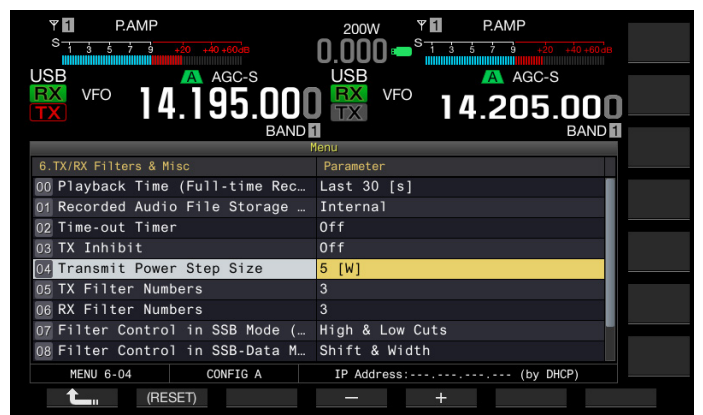 1 P.AMP 200W 1 P.AMP
S 1 3 5 7 9 +20 +40 +60dB 0.000 S 1 3 5 7 9 +20 +40 +60dB
USB A AGC-S USB A AGC-S
RX VFO 14.195.000 RX VFO 14.205.000
TX TX
BAND 1 BAND 1
Menu
6.TX/RX Filters & Misc Parameter
00 Playback Time (Full-time Rec… Last 30 [s]
01 Recorded Audio File Storage … Internal
02 Time-out Timer Off
03 TX Inhibit Off
04 Transmit Power Step Size 5 [W]
05 TX Filter Numbers 3
06 RX Filter Numbers 3
07 Filter Control in SSB Mode (… High & Low Cuts
08 Filter Control in SSB-Data M… Shift & Width
MENU 6-04 CONFIG A IP Address:---.---.---.--- (by DHCP)
(RESET) − +